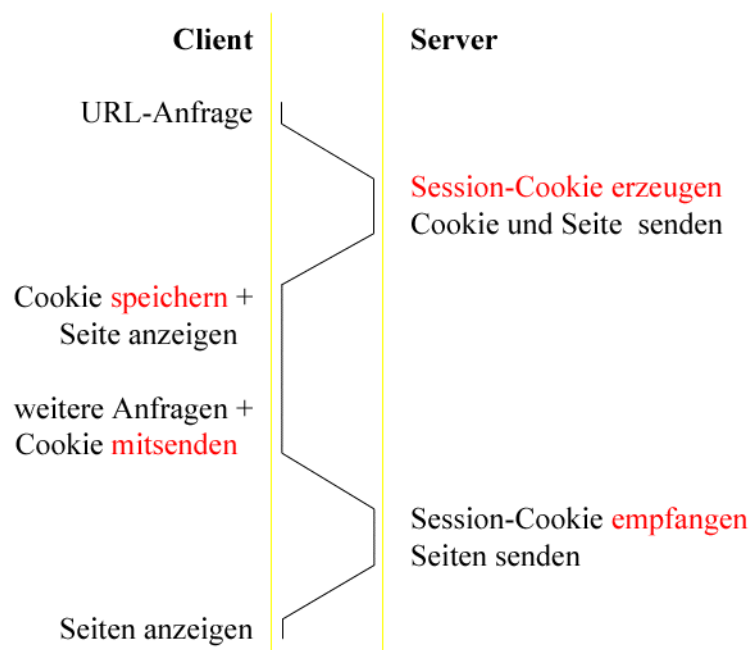 Client
Server
URL-Anfrage
Session-Cookie erzeugen
Cookie und Seite senden
Cookie speichern +
Seite anzeigen
weitere Anfragen +
Cookie mitsenden
Session-Cookie empfangen
Seiten senden
Seiten anzeigen